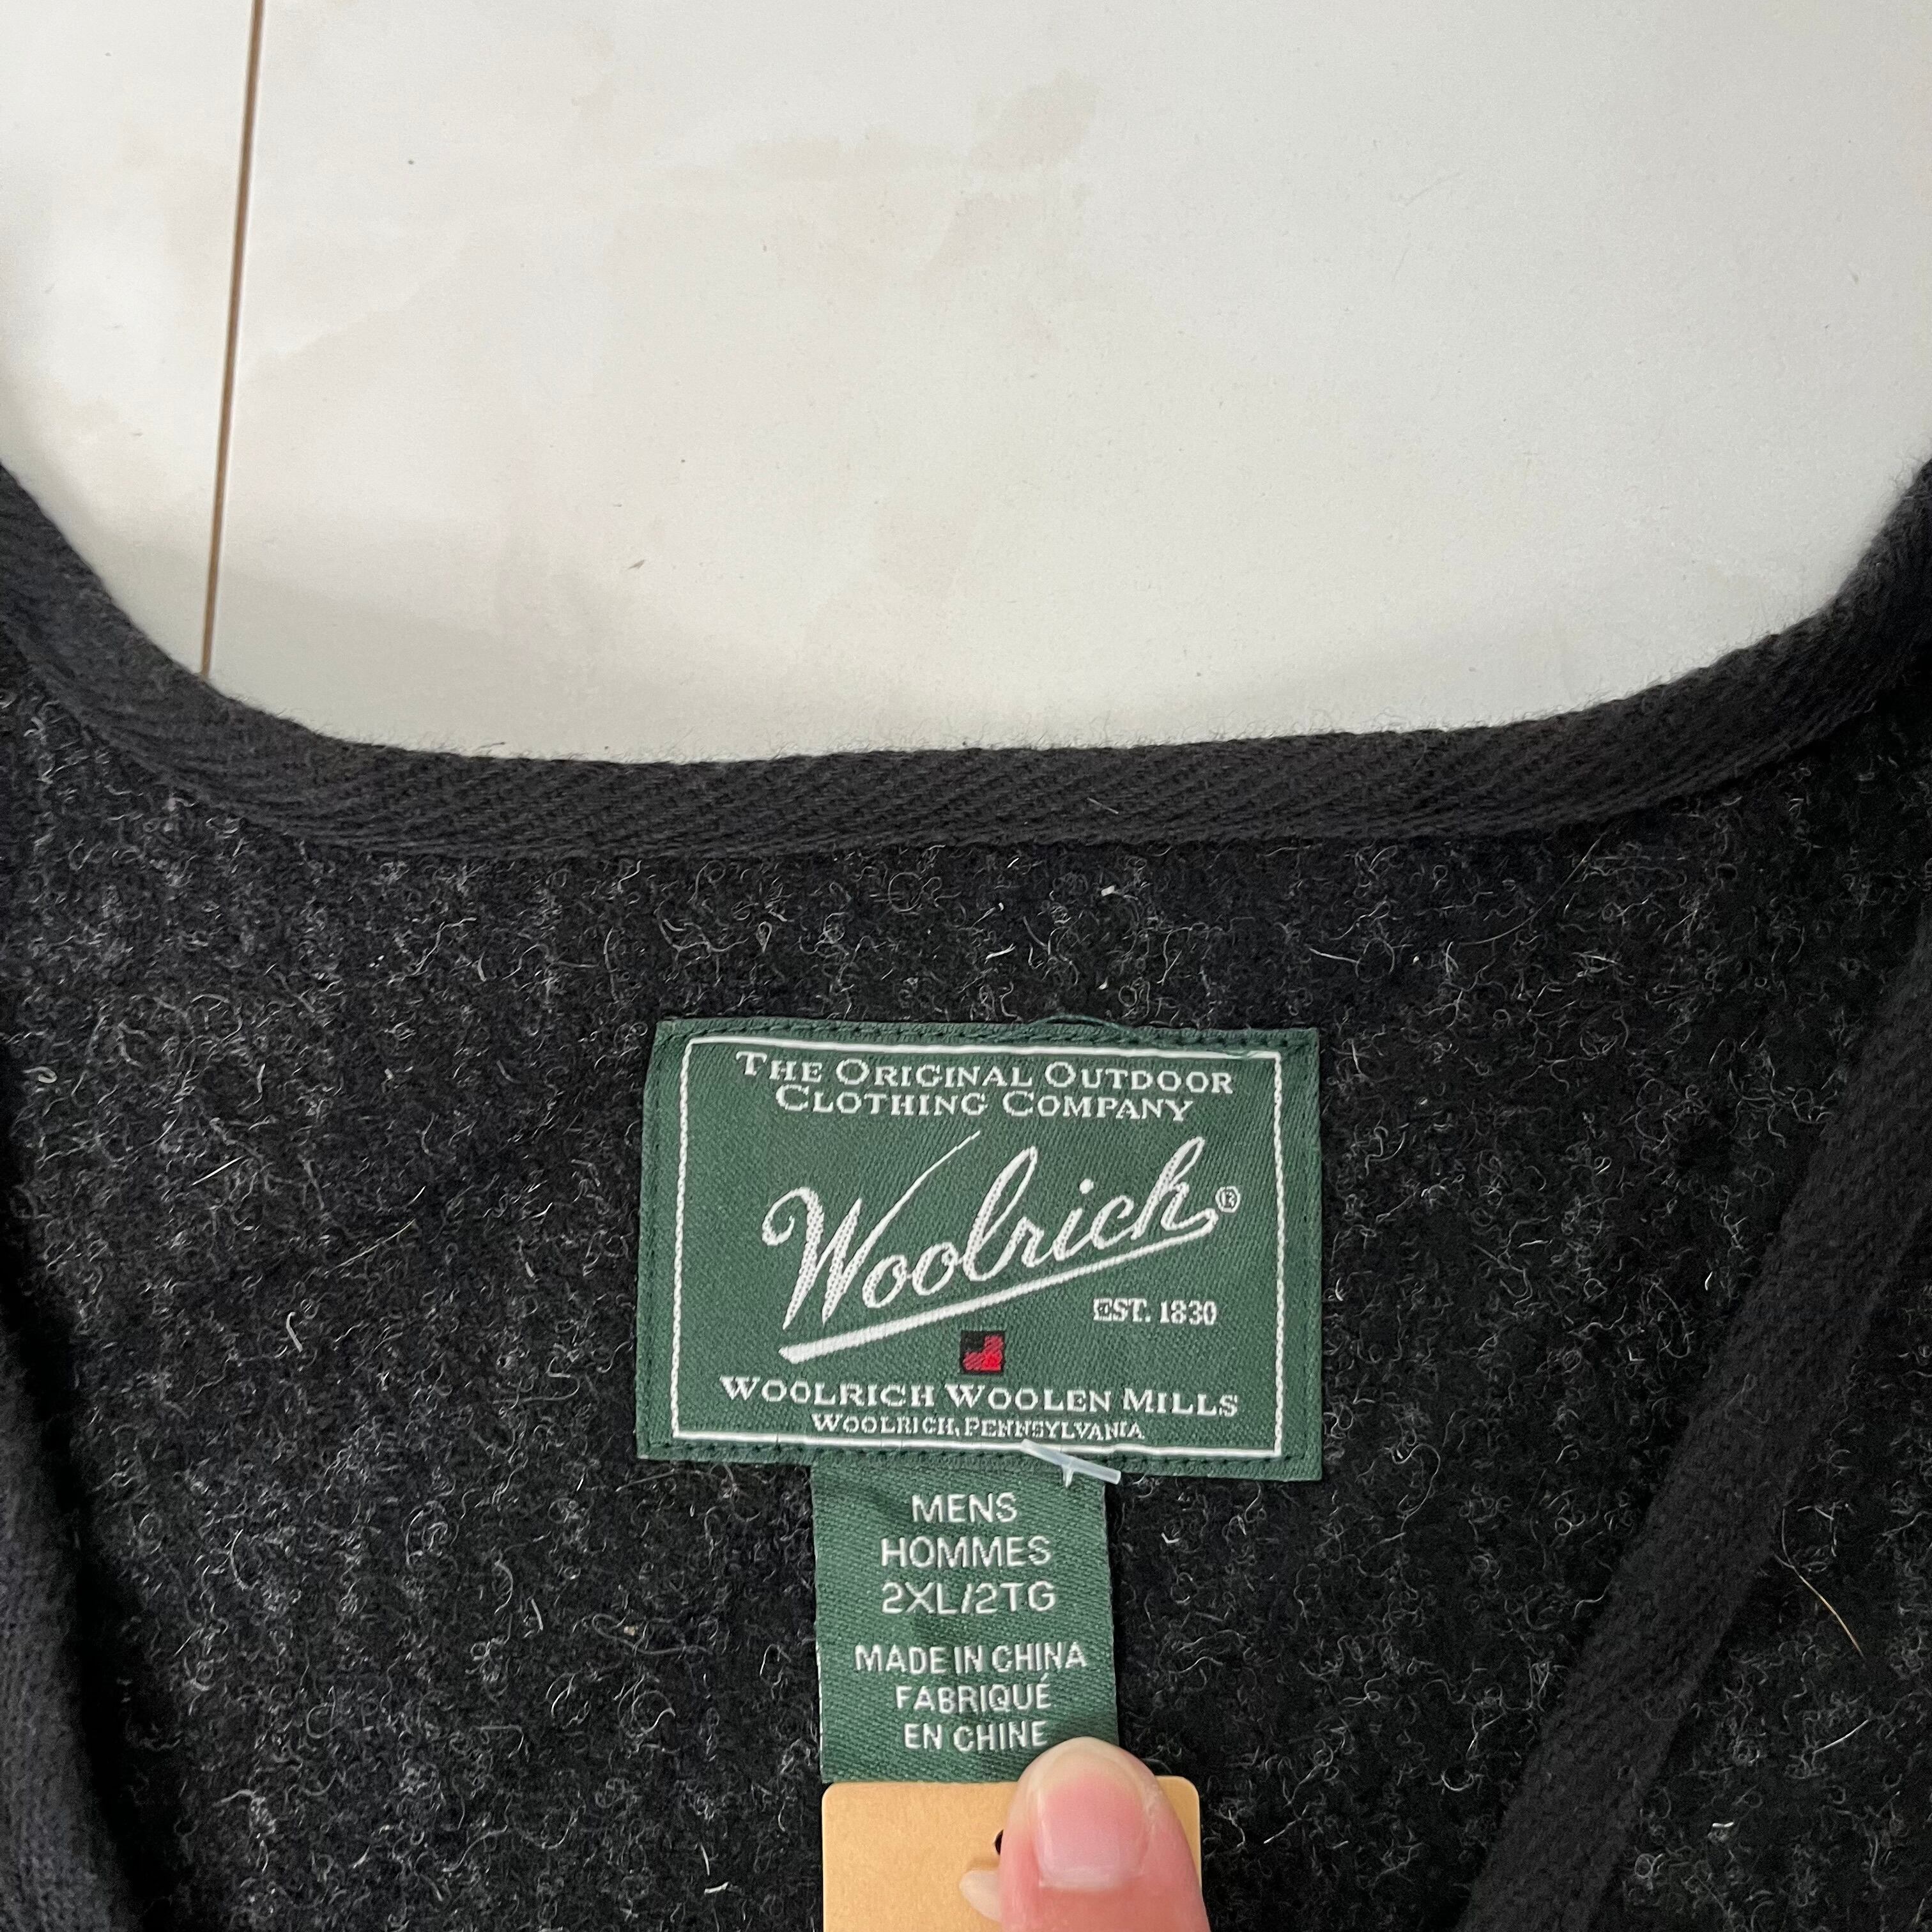 THE ORIGINAL OUTDOOR
CLOTHING COMPANY
Woolrich®
EST. 1830
WOOLRICH WOOLEN MILLS
WOOLRICH, PENNSYLVANIA
MENS
HOMMES
2XL/2TG
MADE IN CHINA
FABRIQUÉ
EN CHINE